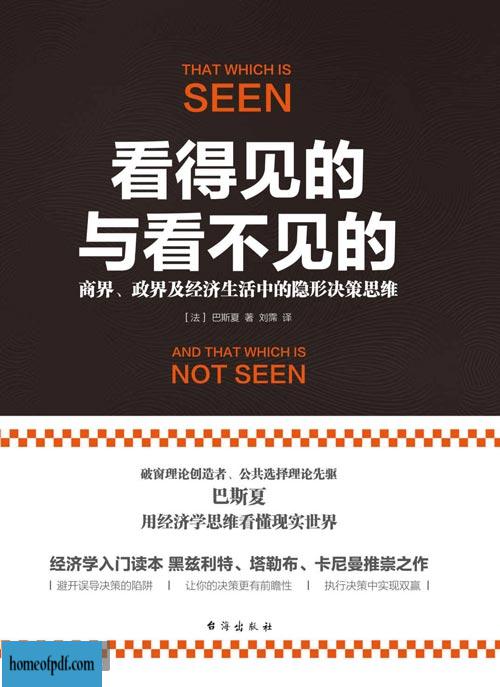 THAT WHICH IS
SEEN
看得见的
与看不见的
商界、政界及经济生活中的隐形决策思维
[法] 巴斯夏 著 刘霈 译
AND THAT WHICH IS
NOT SEEN
破窗理论创造者、公共选择理论先驱
巴斯夏
用经济学思维看懂现实世界
经济学入门读本 黑兹利特、塔勒布、卡尼曼推崇之作
| 避开误导决策的陷阱 | 让你的决策更有前瞻性 | 执行决策中实现双赢 |
台海出版社
homeofpdf.com